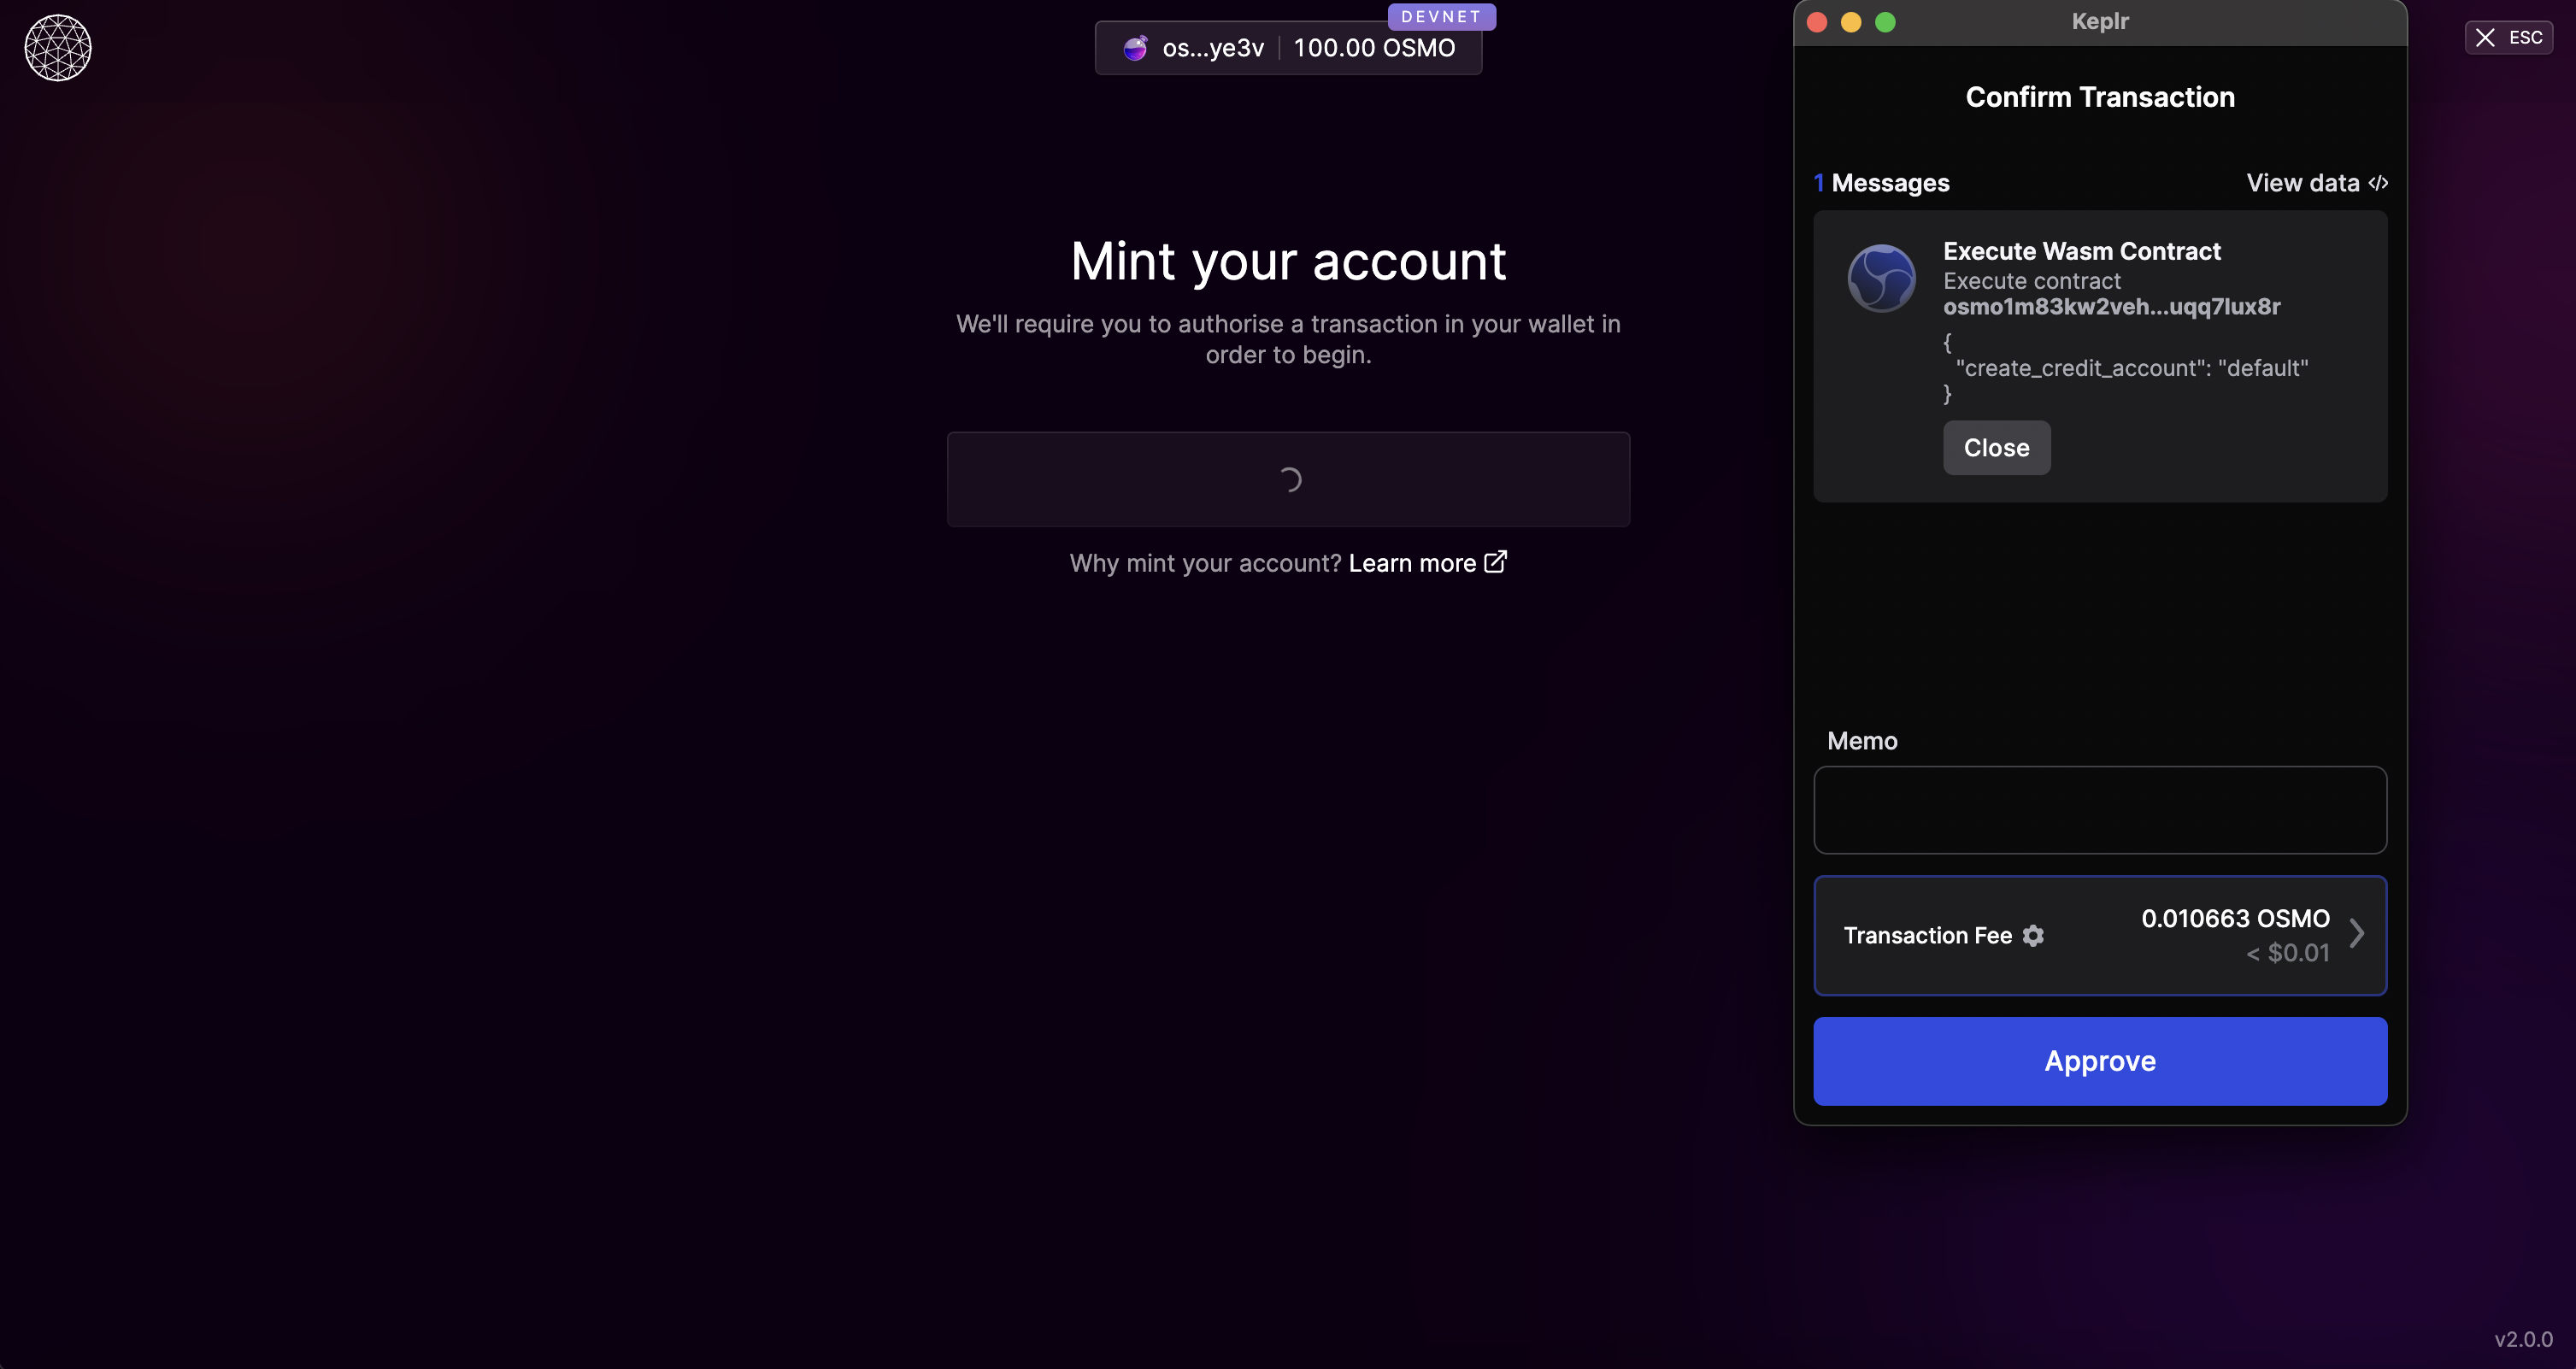 DEVNET
os...ye3v | 100.00 OSMO
Mint your account
We'll require you to authorise a transaction in your wallet in
order to begin.
Why mint your account? Learn more
Keplr
ESC
Confirm Transaction
1 Messages
View data </>
Execute Wasm Contract
Execute contract
osmo1m83kw2veh...uqq7lux8r
{
"create_credit_account": "default"
}
Close
Memo
Transaction Fee
0.010663 OSMO
< $0.01
Approve
v2.0.0